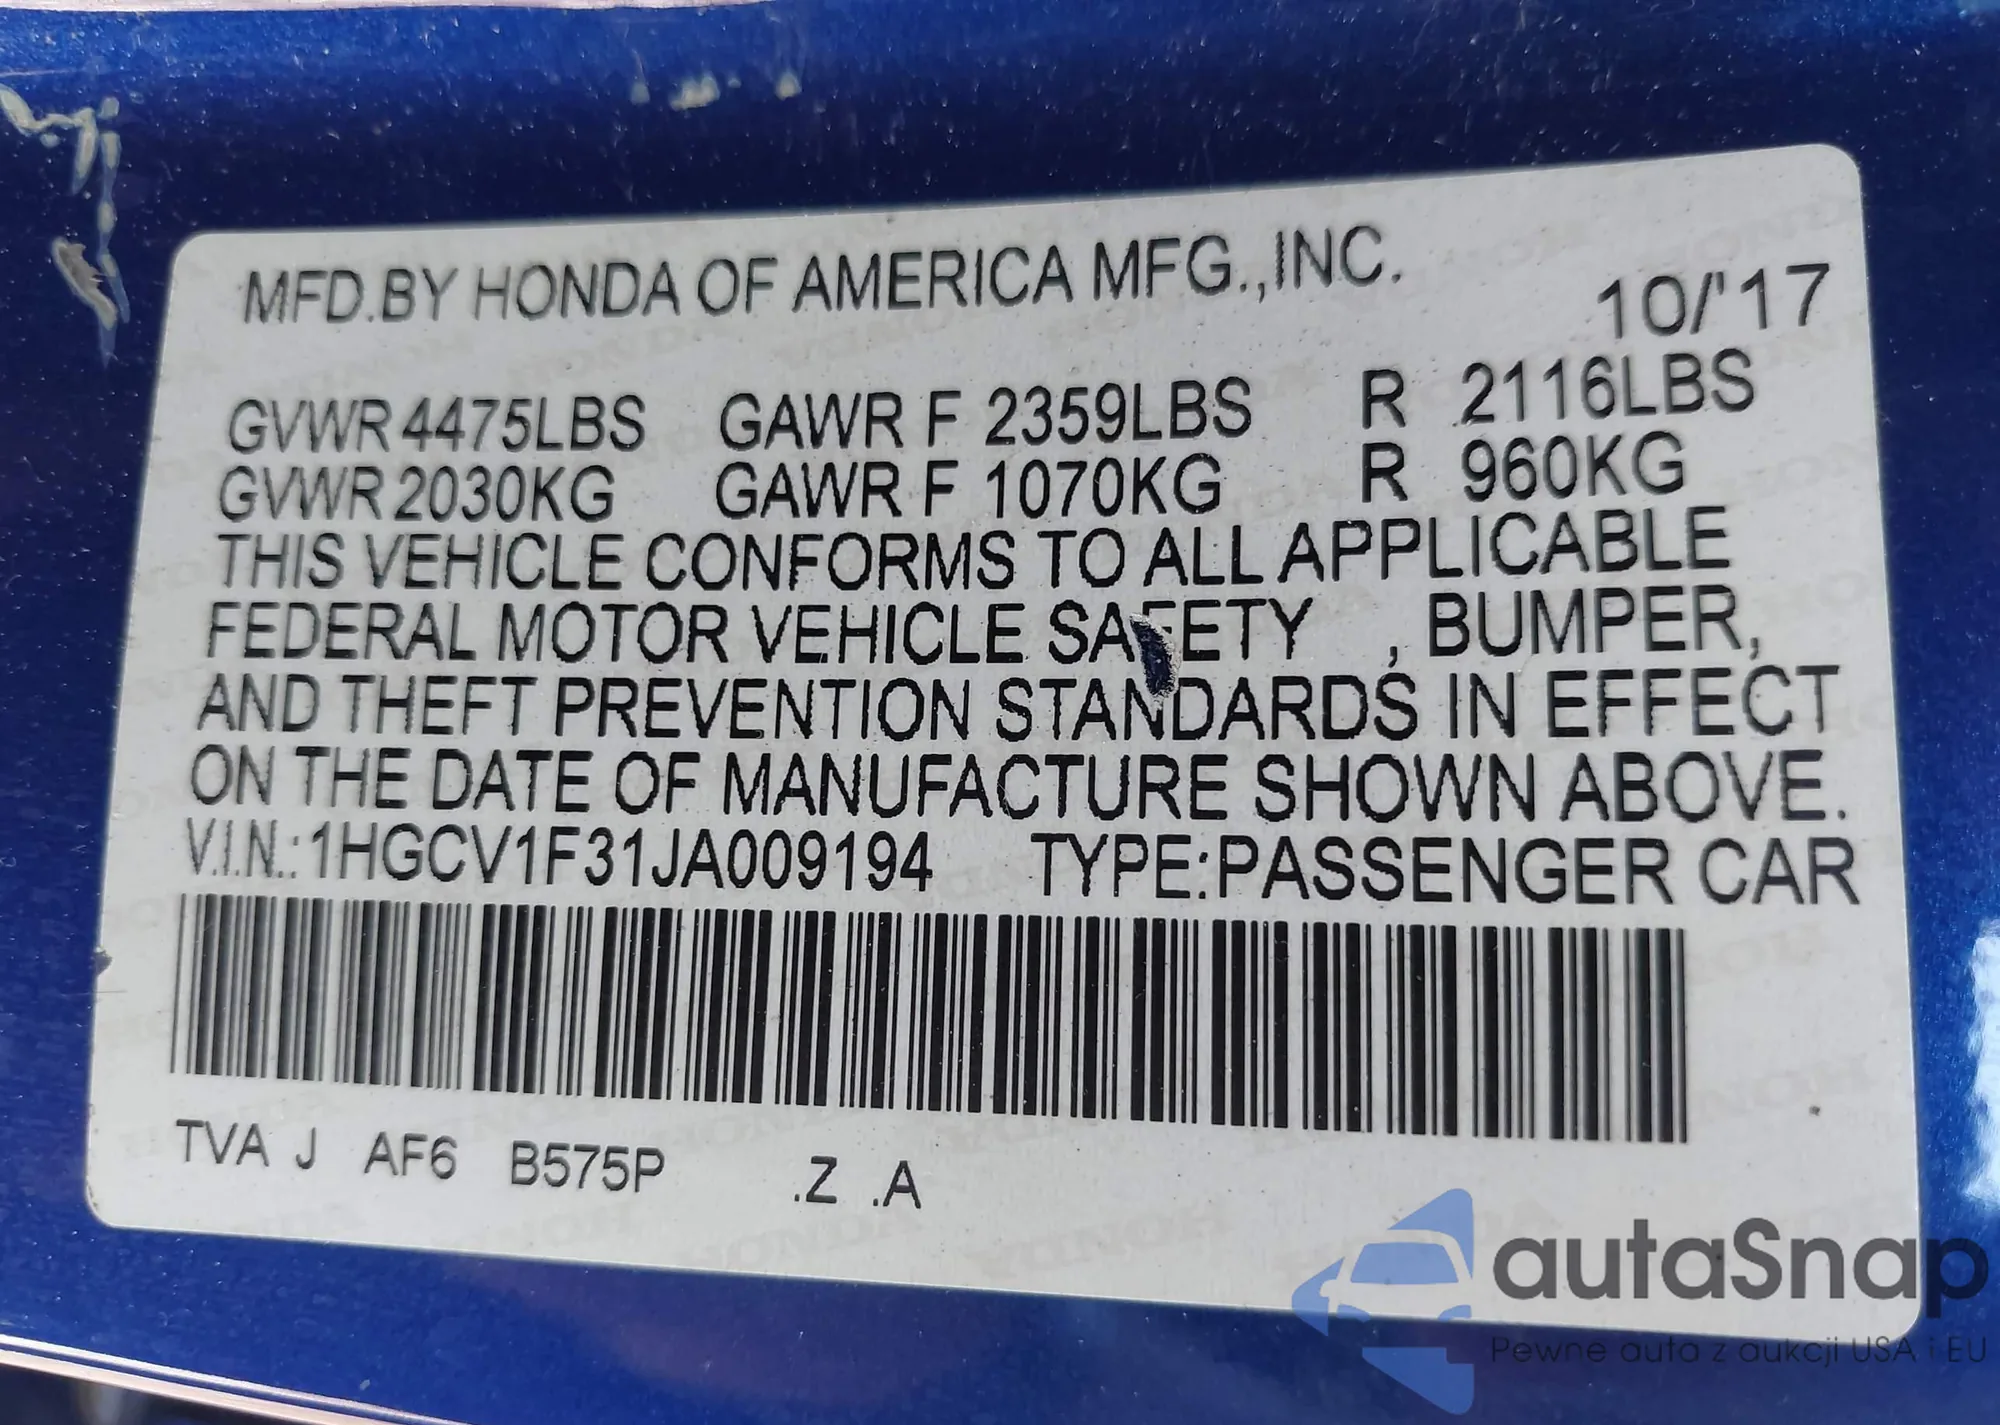 MFD.BY HONDA OF AMERICA MFG.,INC.
10/'17
GVWR 4475LBS GAWR F 2359LBS R 2116LBS
GVWR 2030KG GAWR F 1070KG R 960KG
THIS VEHICLE CONFORMS TO ALL APPLICABLE
FEDERAL MOTOR VEHICLE SAFETY , BUMPER,
AND THEFT PREVENTION STANDARDS IN EFFECT
ON THE DATE OF MANUFACTURE SHOWN ABOVE.
V.I.N.:1HGCV1F31JA009194 TYPE:PASSENGER CAR
TVA J AF6 B575P .Z .A
autaSnap
Pewne auta z aukcji USA i EU